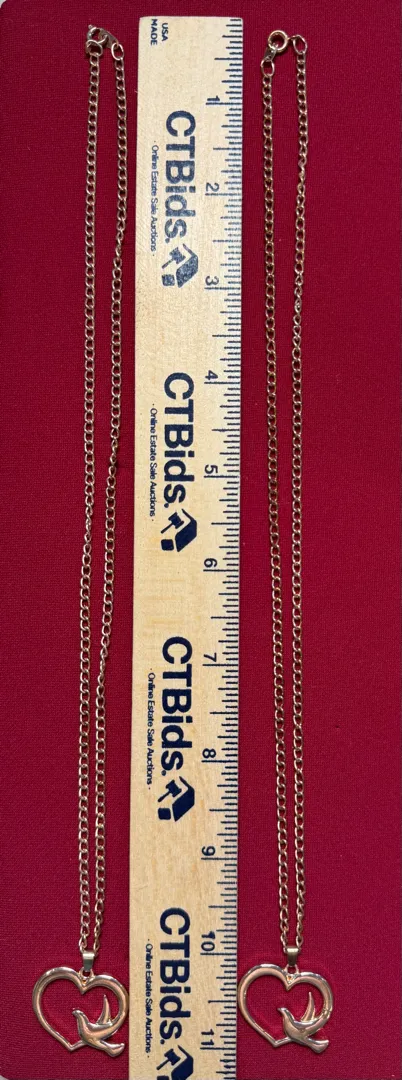 USA
MADE
1
CTBids.
· Online Estate Sale Auctions ·
2
3
4
CTBids.
· Online Estate Sale Auctions ·
5
6
7
CTBids.
· Online Estate Sale Auctions ·
8
9
10
CTBids.
· Online Estate Sale Auctions ·
11